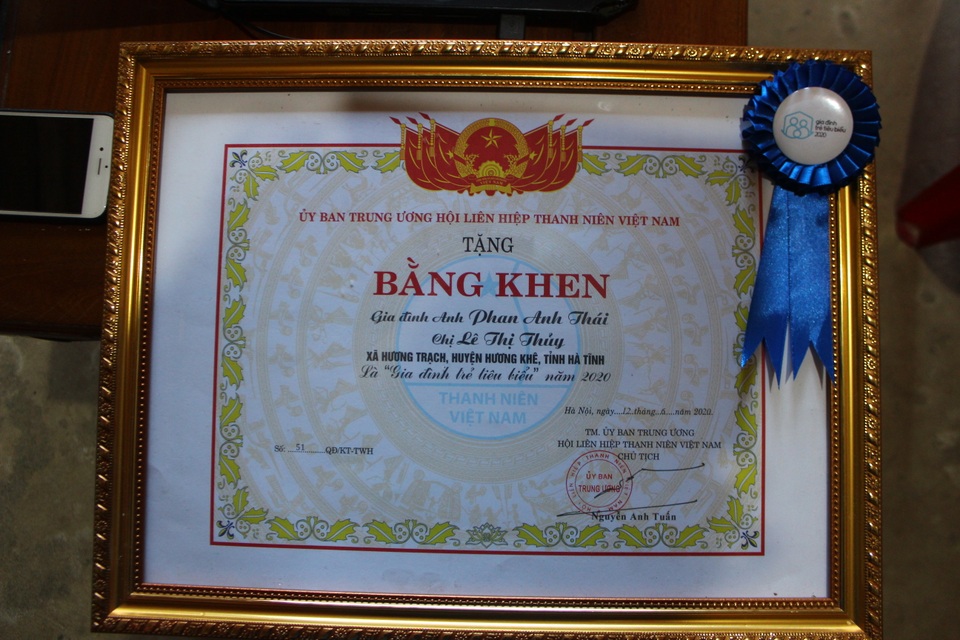 gia đình
trẻ tiêu biểu
2020
ỦY BAN TRUNG ƯƠNG HỘI LIÊN HIỆP THANH NIÊN VIỆT NAM
TẶNG
BẰNG KHEN
Gia đình Anh Phan Anh Thái
Chị Lê Thị Thúy
XÃ HƯƠNG TRẠCH, HUYỆN HƯƠNG KHÊ, TỈNH HÀ TĨNH
Là "Gia đình trẻ tiêu biểu" năm 2020
THANH NIÊN
VIỆT NAM
Số: 51 QĐ/KT-TWH
Hà Nội, ngày....12.tháng...6....năm 2020
TM. ỦY BAN TRUNG ƯƠNG
HỘI LIÊN HIỆP THANH NIÊN VIỆT NAM
CHỦ TỊCH
ỦY BAN
TRUNG ƯƠNG
Nguyễn Anh Tuấn